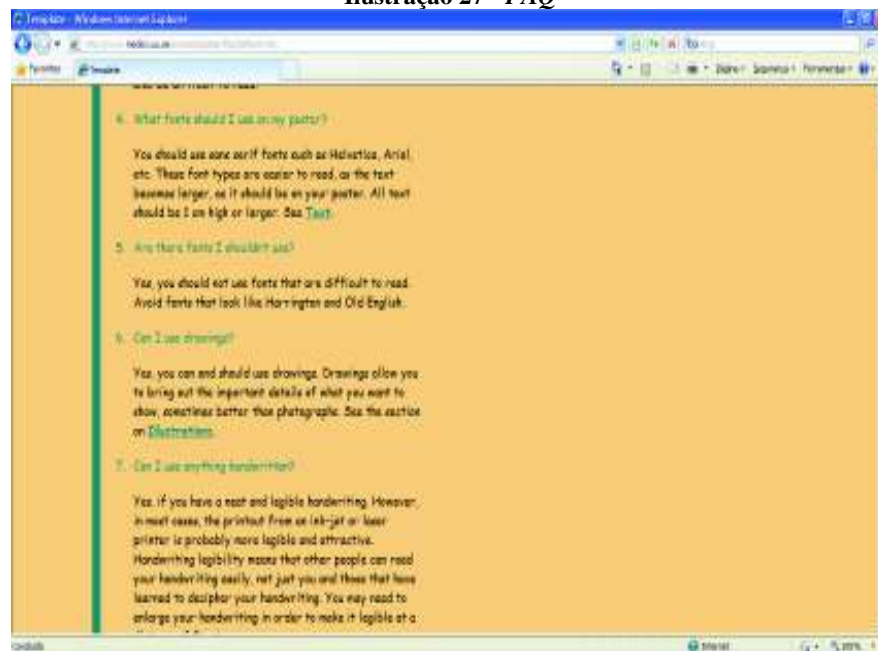 Ilustração 27 - FAQ
Template - Windows Internet Explorer
Favoritos Template
4. What fonts should I use on my poster?
You should use sans serif fonts such as Helvetica, Arial,
etc. These font types are easier to read, as the text
becomes larger, as it should be on your poster. All text
should be 1 cm high or larger. See Text.
5. Are there fonts I shouldn't use?
Yes, you should not use fonts that are difficult to read.
Avoid fonts that look like Harrington and Old English.
6. Can I use drawings?
Yes, you can and should use drawings. Drawings allow you
to bring out the important details of what you want to
show, sometimes better than photographs. See the section
on Illustrations.
7. Can I use anything handwritten?
Yes, if you have a neat and legible handwriting. However,
in most cases, the printout from an ink-jet or laser
printer is probably more legible and attractive.
Handwriting legibility means that other people can read
your handwriting easily, not just you and those that have
learned to decipher your handwriting. You may need to
enlarge your handwriting in order to make it legible at a
Concluído Internet